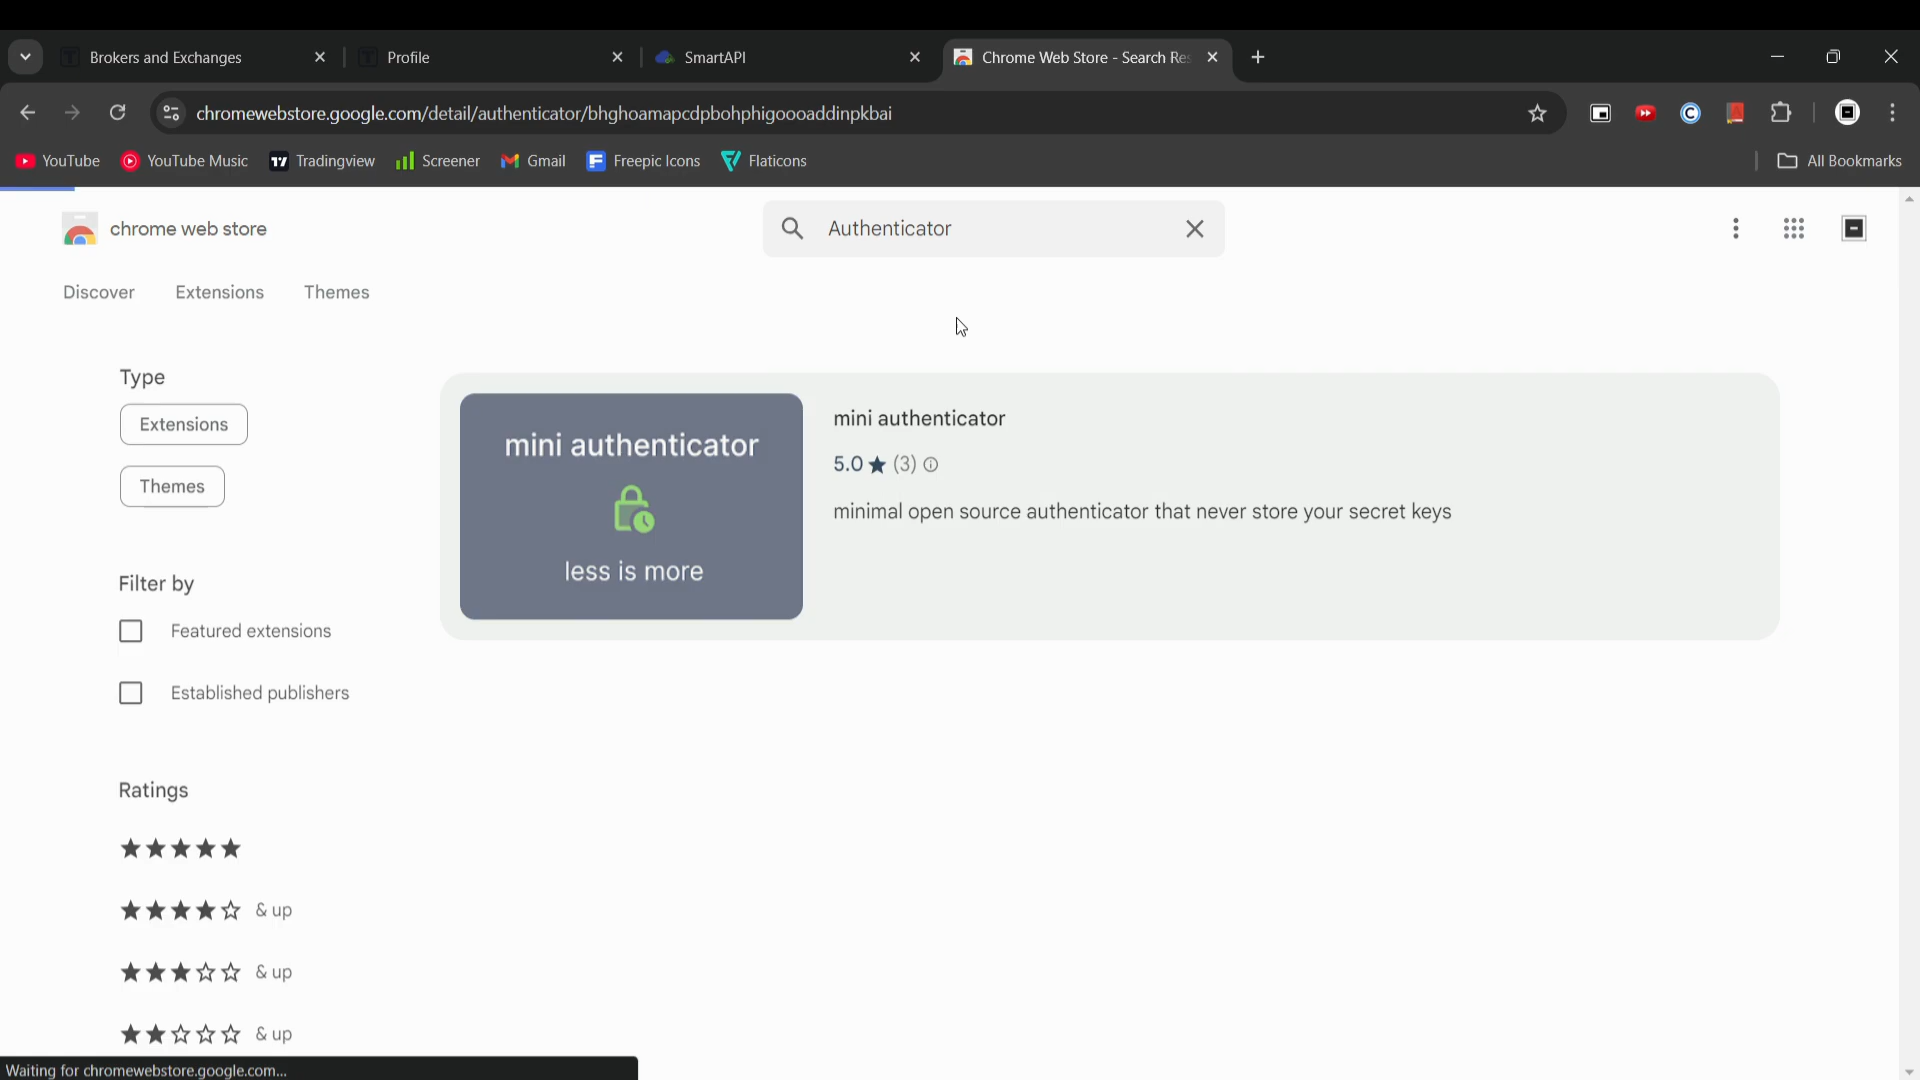 Brokers and Exchanges
Profile
SmartAPI
Chrome Web Store - Search Res
chromewebstore.google.com/detail/authenticator/bhghoamapcdpbohphigoooaddinpkbai
YouTube
YouTube Music
Tradingview
Screener
Gmail
Freepic Icons
Flaticons
All Bookmarks
chrome web store
Authenticator
Discover
Extensions
Themes
Type
Extensions
Themes
Filter by
Featured extensions
Established publishers
Ratings
& up
& up
& up
mini authenticator
less is more
mini authenticator
5.0 ★ (3)
minimal open source authenticator that never store your secret keys
Waiting for chromewebstore.google.com...